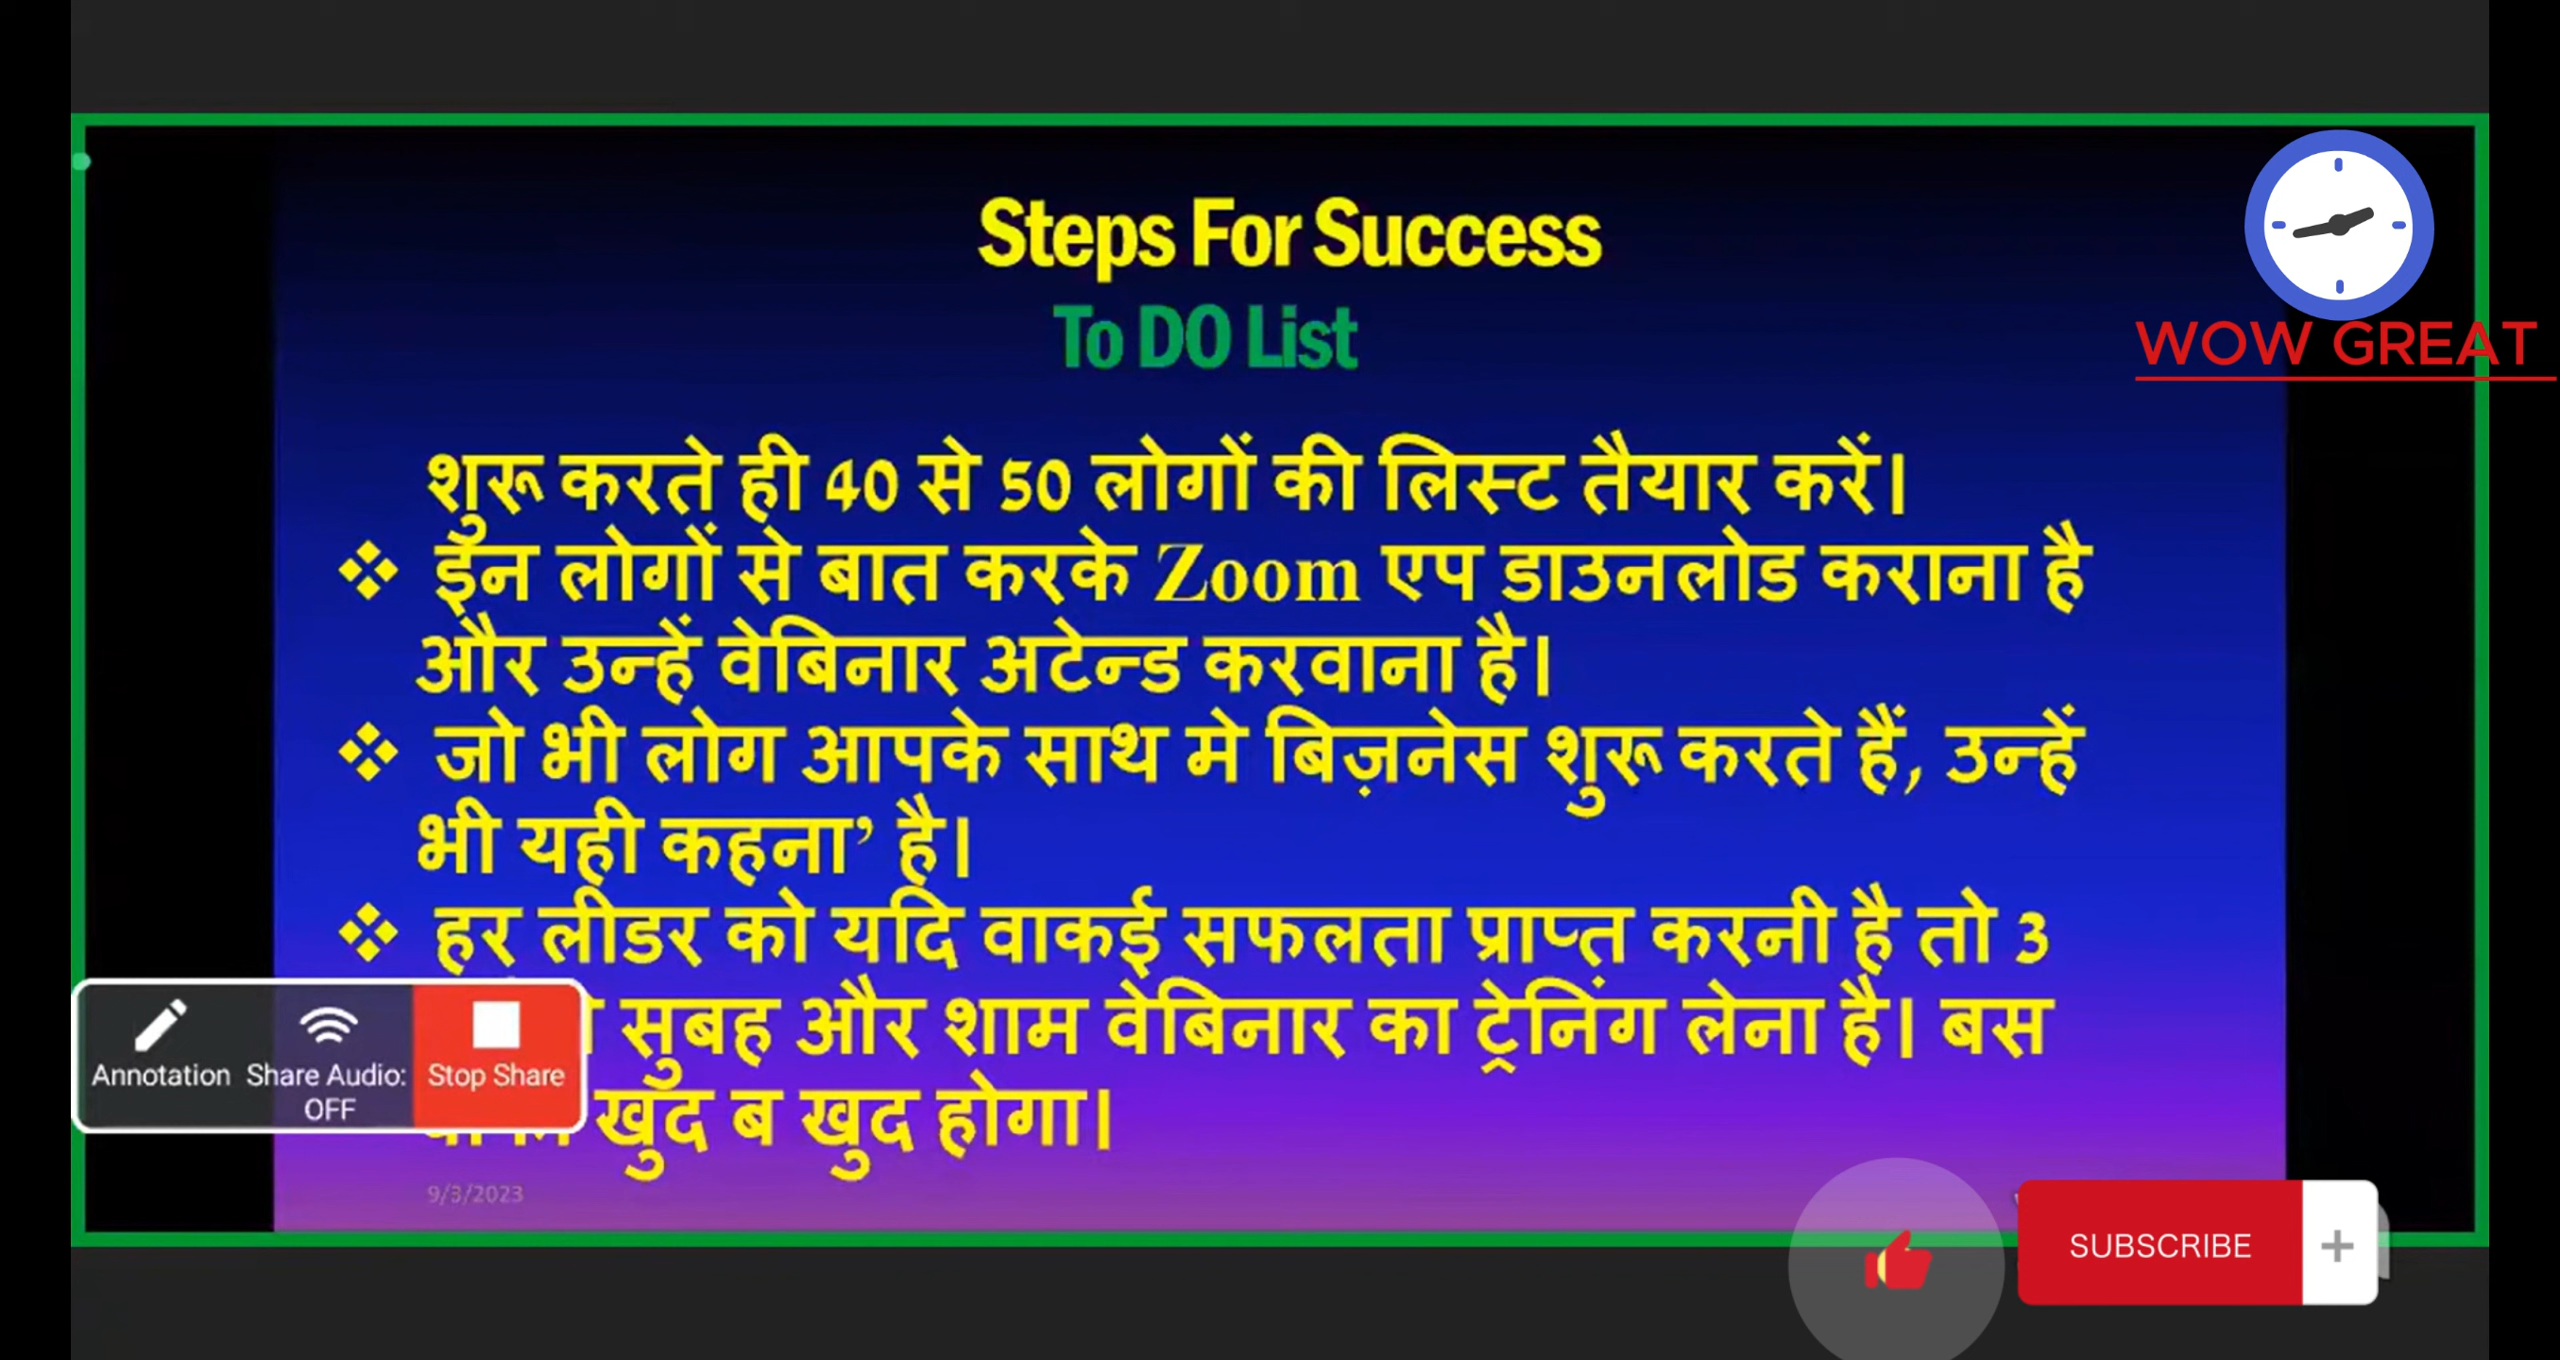 Steps For Success
To DO List
WOW GREAT
शुरू करते ही 40 से 50 लोगों की लिस्ट तैयार करें।
❖ इन लोगों से बात करके Zoom एप डाउनलोड कराना है
और उन्हें वेबिनार अटेन्ड करवाना है।
❖ जो भी लोग आपके साथ मे बिज़नेस शुरू करते हैं, उन्हें
भी यही कहना’ है।
❖ हर लीडर को यदि वाकई सफलता प्राप्त करनी है तो 3
सुबह और शाम वेबिनार का ट्रेनिंग लेना है। बस
खुद ब खुद होगा।
Annotation
Share Audio:
OFF
Stop Share
9/3/2023
SUBSCRIBE +